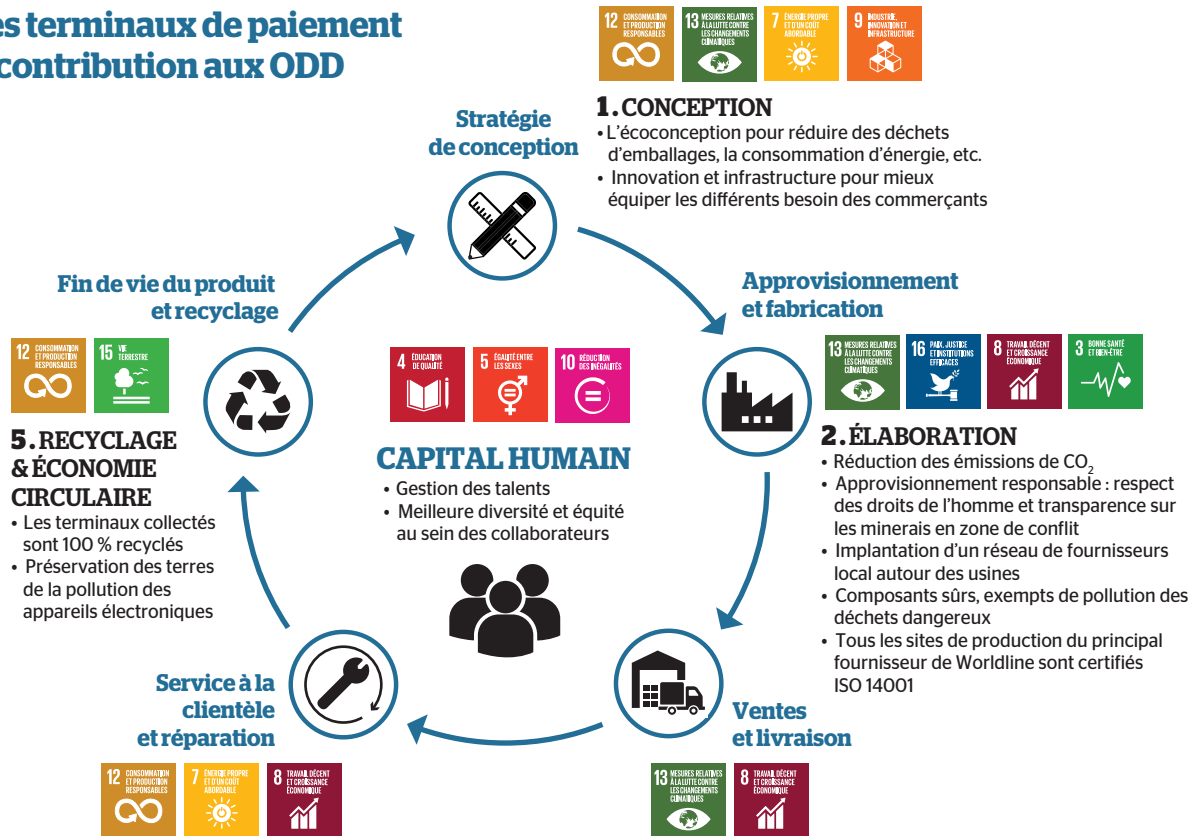 es terminaux de paiement
contribution aux ODD
12 CONSOMMATION
ET PRODUCTION
RESPONSABLES
13 MESURES RELATIVES
À LA LUTTE CONTRE
LES CHANGEMENTS
CLIMATIQUES
7 ÉNERGIE PROPRE
ET D'UN COÛT
ABORDABLE
9 INDUSTRIE,
INNOVATION ET
INFRASTRUCTURE
1. CONCEPTION
• L'écoconception pour réduire des déchets
d'emballages, la consommation d'énergie, etc.
• Innovation et infrastructure pour mieux
équiper les différents besoin des commerçants
Stratégie
de conception
Fin de vie du produit
et recyclage
Approvisionnement
et fabrication
12 CONSOMMATION
ET PRODUCTION
RESPONSABLES
15 VIE
TERRESTRE
4 ÉDUCATION
DE QUALITÉ
5 ÉGALITÉ ENTRE
LES SEXES
10 RÉDUCTION
DES INÉGALITÉS
13 MESURES RELATIVES
À LA LUTTE CONTRE
LES CHANGEMENTS
CLIMATIQUES
16 PAIX, JUSTICE
ET INSTITUTIONS
EFFICACES
8 TRAVAIL DÉCENT
ET CROISSANCE
ÉCONOMIQUE
3 BONNE SANTÉ
ET BIEN-ÊTRE
5. RECYCLAGE
& ÉCONOMIE
CIRCULAIRE
• Les terminaux collectés
sont 100 % recyclés
• Préservation des terres
de la pollution des
appareils électroniques
CAPITAL HUMAIN
• Gestion des talents
• Meilleure diversité et équité
au sein des collaborateurs
2. ÉLABORATION
• Réduction des émissions de CO2
• Approvisionnement responsable : respect
des droits de l'homme et transparence sur
les minerais en zone de conflit
• Implantation d'un réseau de fournisseurs
local autour des usines
• Composants sûrs, exempts de pollution des
déchets dangereux
• Tous les sites de production du principal
fournisseur de Worldline sont certifiés
ISO 14001
Service à la
clientèle
et réparation
Ventes
et livraison
12 CONSOMMATION
ET PRODUCTION
RESPONSABLES
7 ÉNERGIE PROPRE
ET D'UN COÛT
ABORDABLE
8 TRAVAIL DÉCENT
ET CROISSANCE
ÉCONOMIQUE
13 MESURES RELATIVES
À LA LUTTE CONTRE
LES CHANGEMENTS
CLIMATIQUES
8 TRAVAIL DÉCENT
ET CROISSANCE
ÉCONOMIQUE